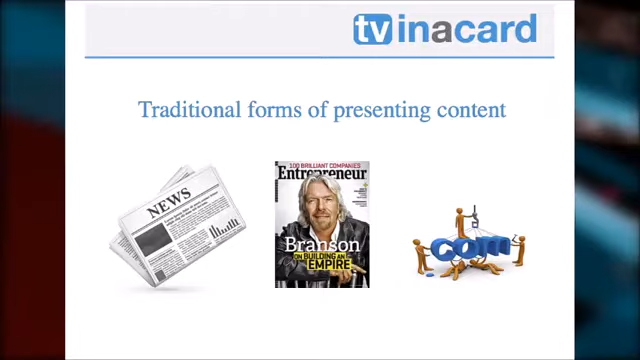 tvinacard
Traditional forms of presenting content
NEWS
100 BRILLIANT COMPANIES
Entrepreneur
Branson
ON BUILDING AN
EMPIRE
com